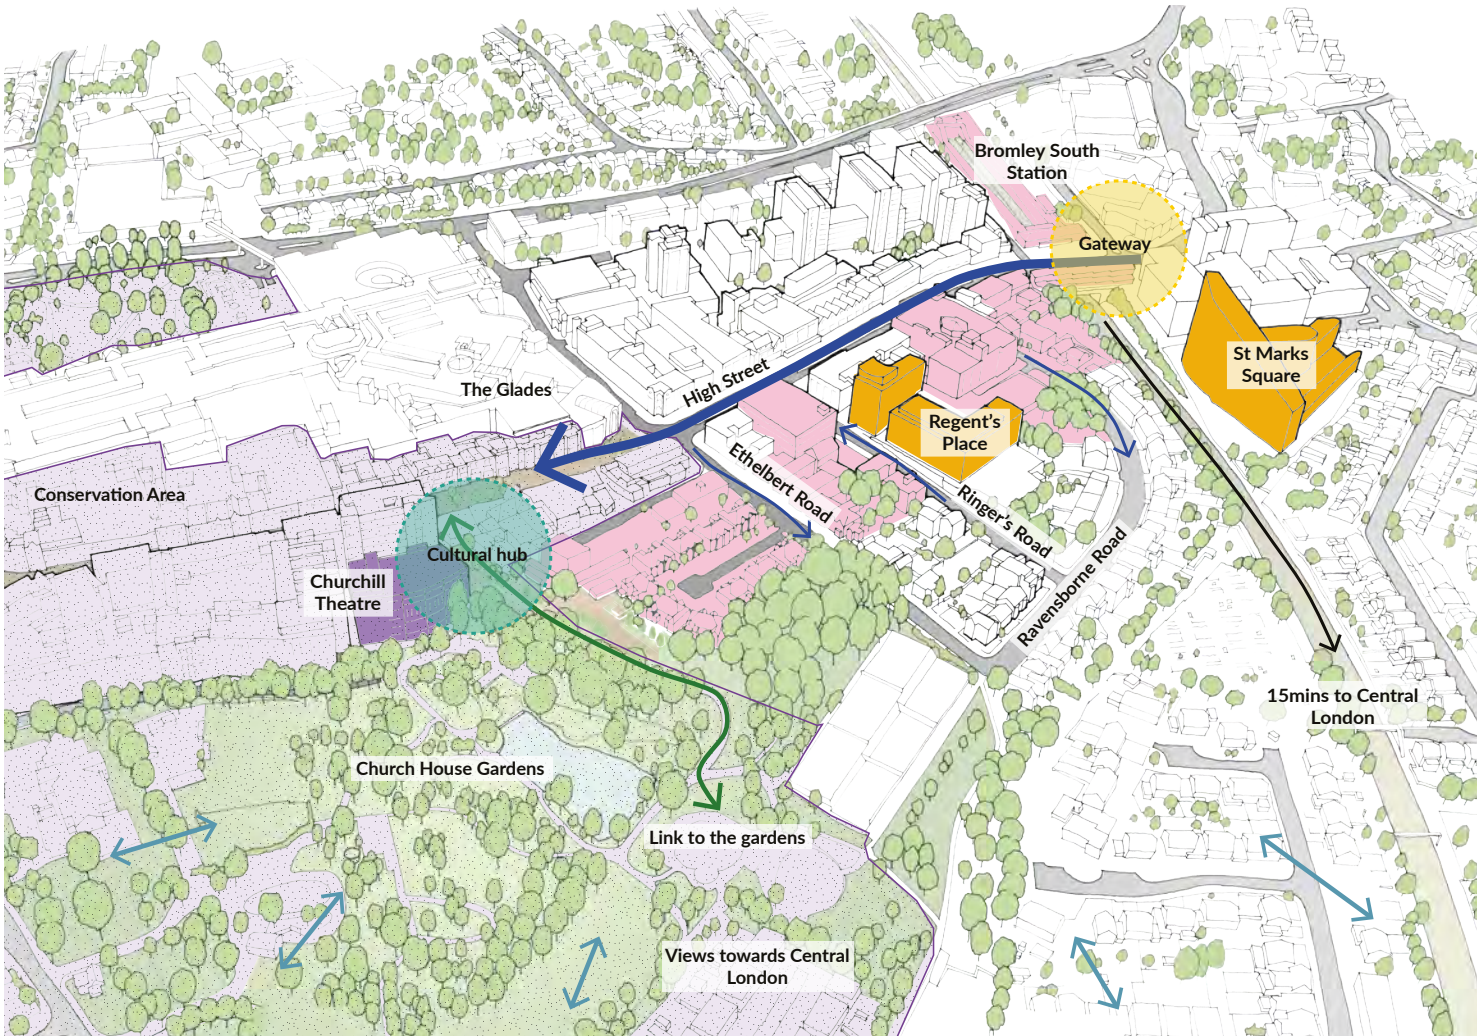 Bromley South
Station
Gateway
St Marks
Square
The Glades
High Street
Regent's
Place
Ethelbert Road
Ringer's Road
Ravensborne Road
Conservation Area
Cultural hub
Churchill
Theatre
15mins to Central
London
Church House Gardens
Link to the gardens
Views towards Central
London